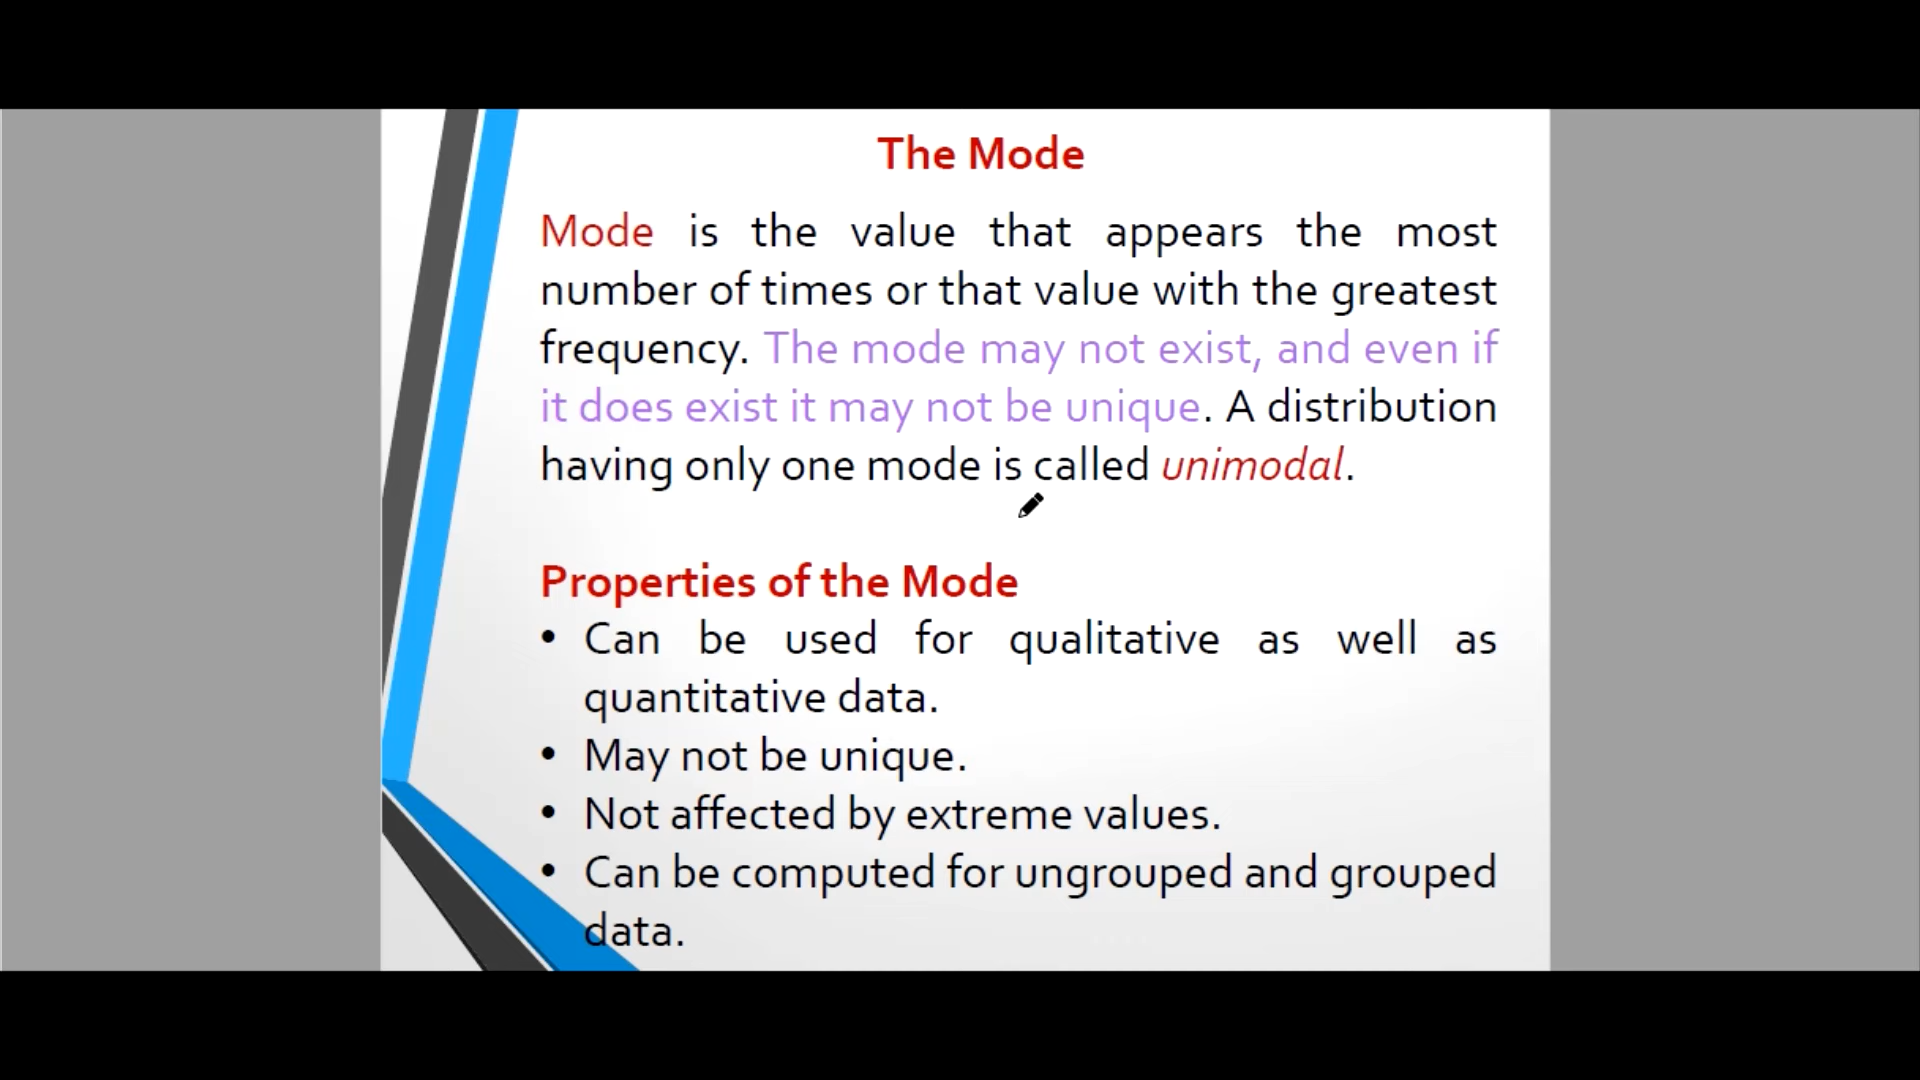 The Mode
Mode is the value that appears the most
number of times or that value with the greatest
frequency. The mode may not exist, and even if
it does exist it may not be unique. A distribution
having only one mode is called unimodal.
Properties of the Mode
• Can be used for qualitative as well as
quantitative data.
• May not be unique.
• Not affected by extreme values.
• Can be computed for ungrouped and grouped
data.